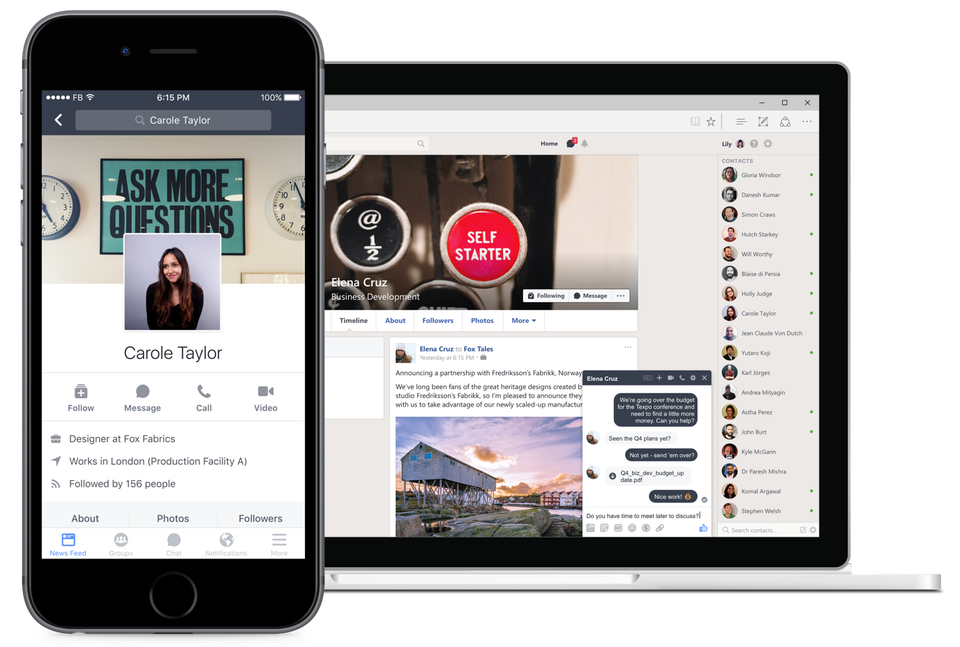 FB
6:15 PM
100%
Carole Taylor
ASK MORE
QUESTIONS
Carole Taylor
Follow
Message
Call
Video
Designer at Fox Fabrics
Works in London (Production Facility A)
Followed by 156 people
About
Photos
Followers
News Feed
Groups
Chat
Notifications
More
Home
Lily
@
1/2
SELF
STARTER
Elena Cruz
Business Development
Following
Message
Timeline
About
Followers
Photos
More
Elena Cruz to Fox Tales
Yesterday at 6:15 PM
Announcing a partnership with Fredriksson's Fabrikk, Norway
We've long been fans of the great heritage designs created b
studio Fredriksson's Fabrikk, so I'm pleased to announce they
with us to take advantage of our newly scaled-up manufactur
Elena Cruz
We're going over the budget
for the Texpo conference and
need to find a little more
money. Can you help?
Seen the Q4 plans yet?
Not yet - send 'em over?
Q4_biz_dev_budget_up
date.pdf
Nice work! 💰
Do you have time to meet later to discuss?
CONTACTS
Gloria Windsor
Danesh Kumar
Simon Craws
Hutch Starkey
Will Worthy
Blaise di Persia
Holly Judge
Carole Taylor
Jean Claude Von Dutch
Yutaro Koji
Karl Jörges
Andrea Mityagin
Astha Perez
John Burt
Kyle McGann
Dr Paresh Mishra
Komal Argawal
Stephen Welsh
Search contacts...